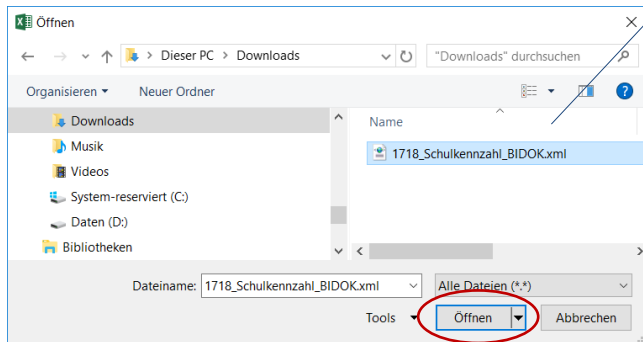 Öffnen
Dieser PC > Downloads
"Downloads" durchsuchen
Organisieren
Neuer Ordner
Downloads
Musik
Videos
System-reserviert (C:)
Daten (D:)
Bibliotheken
Name
1718_Schulkennzahl_BIDOK.xml
Dateiname: 1718_Schulkennzahl_BIDOK.xml
Alle Dateien (*.*)
Tools
Öffnen
Abbrechen